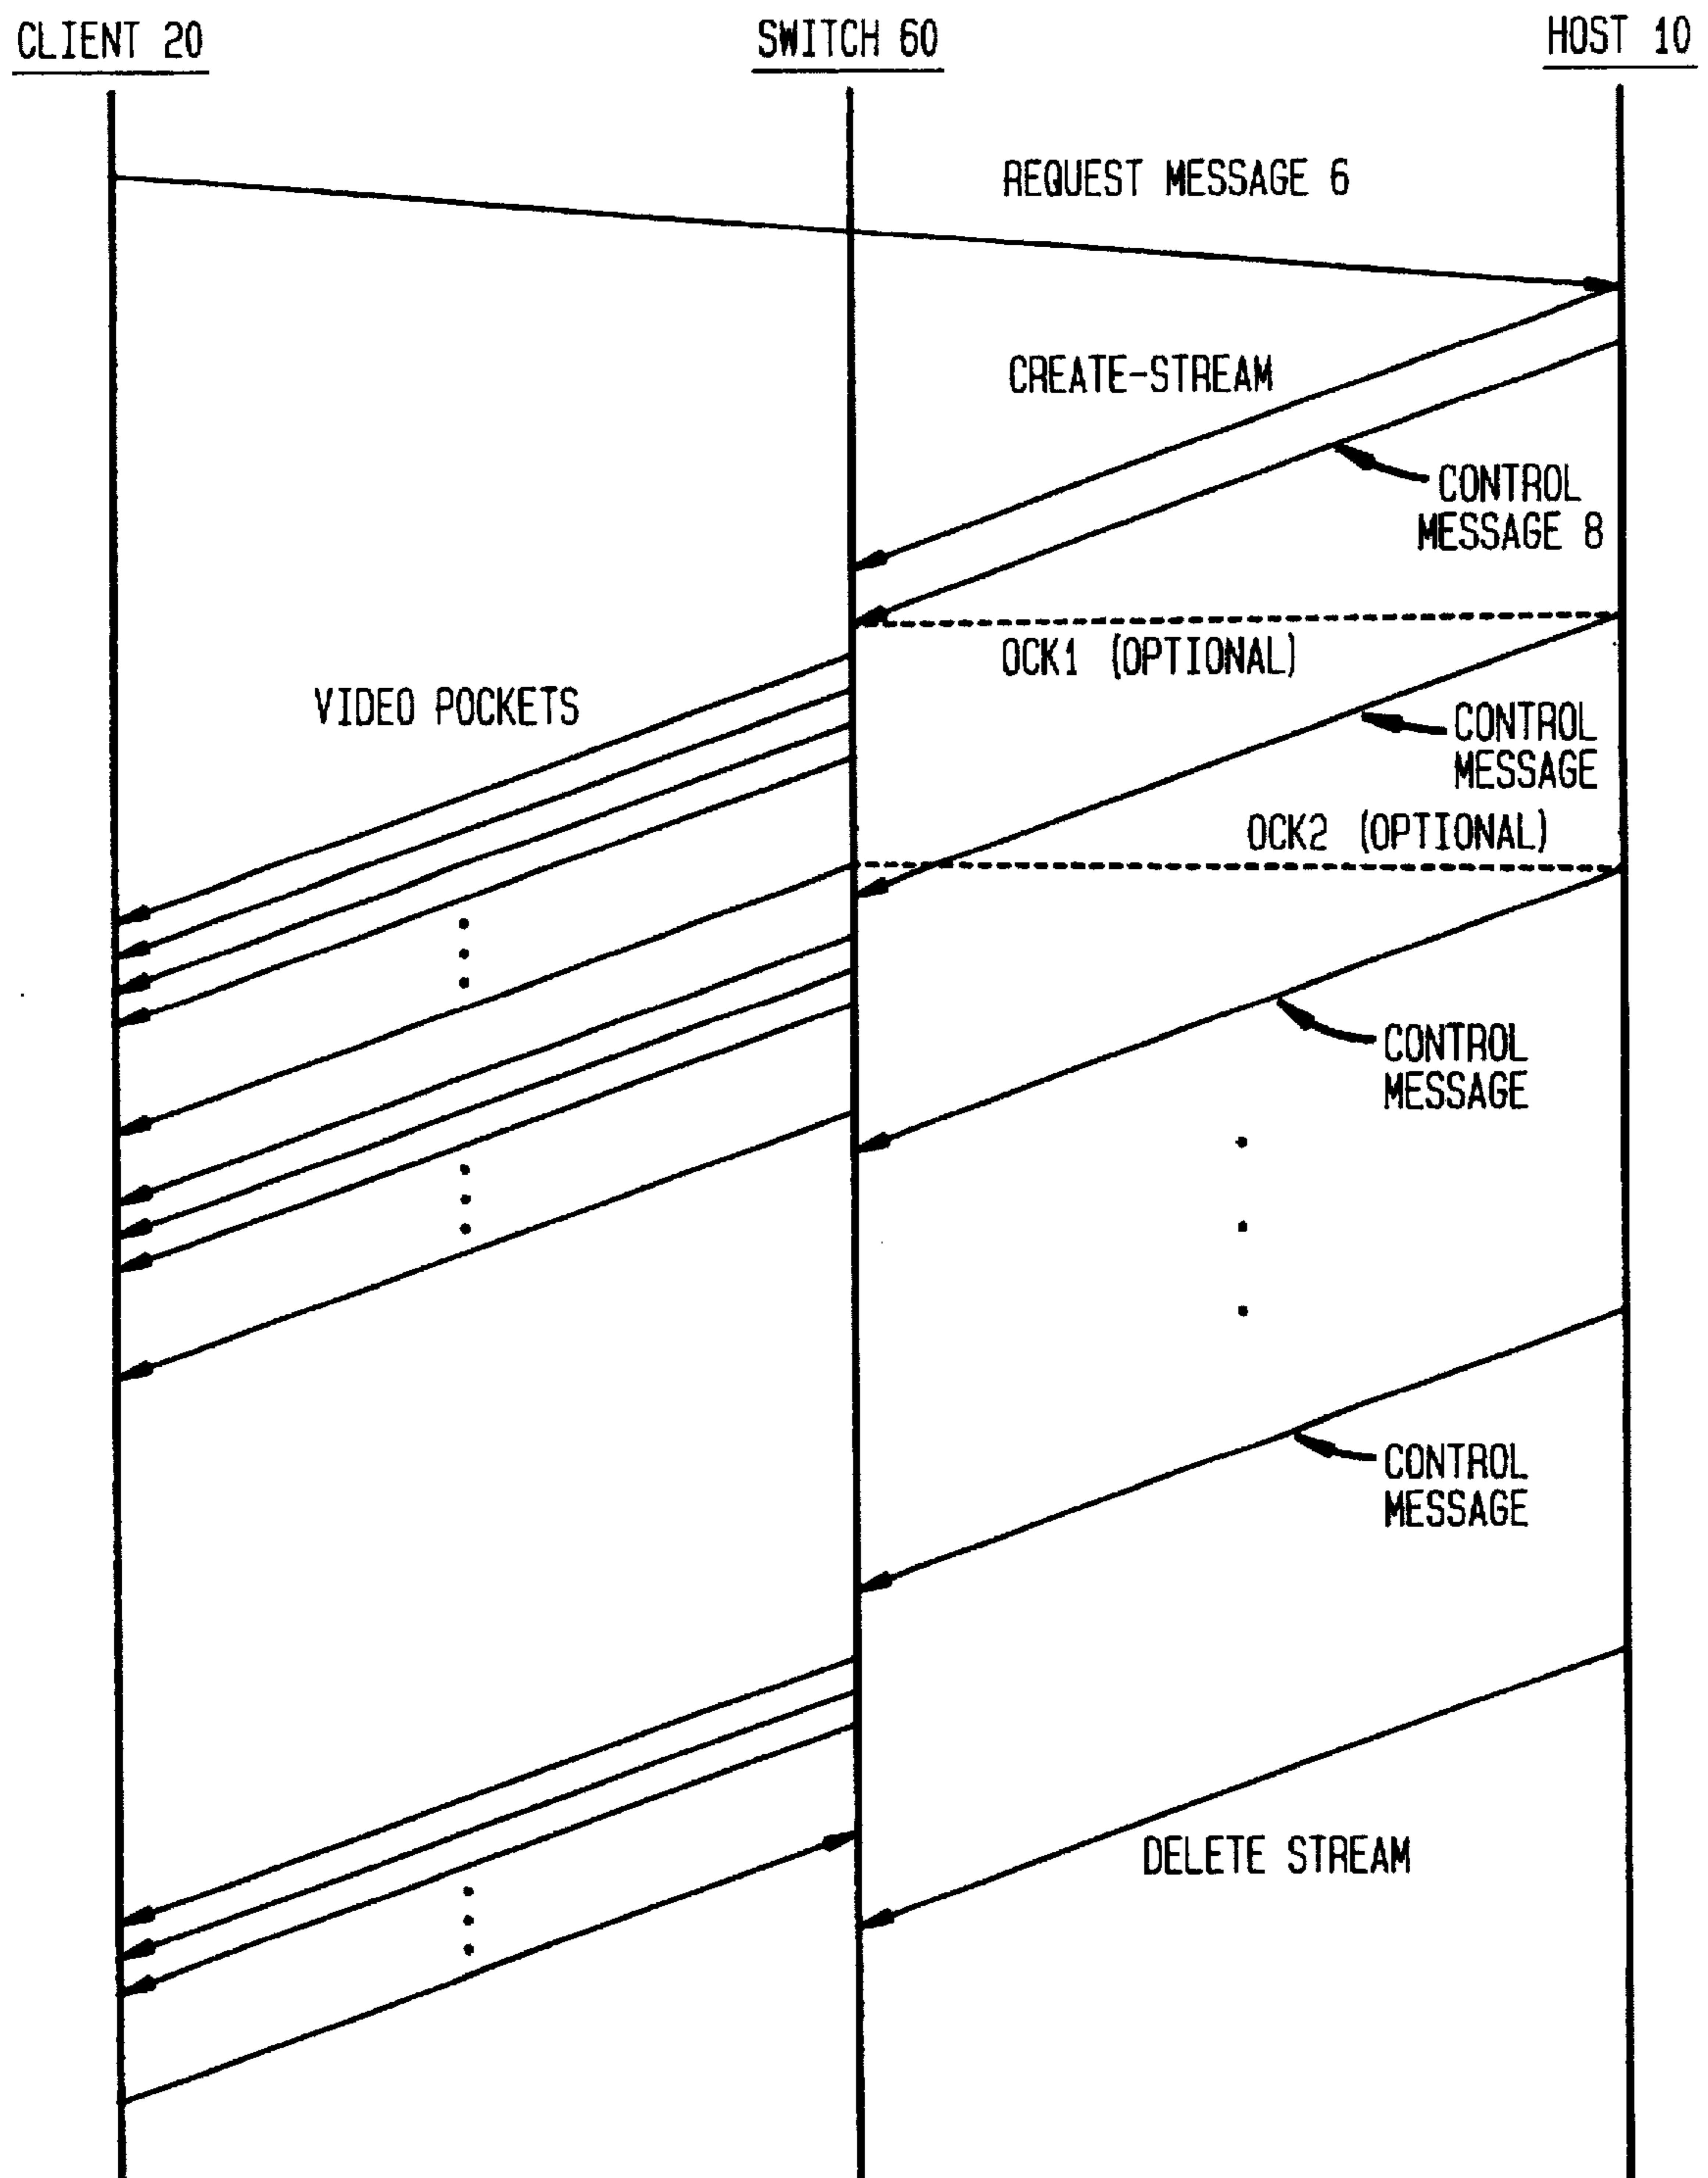 CLIENT 20
SWITCH 60
HOST 10
REQUEST MESSAGE 6
CREATE-STREAM
CONTROL
MESSAGE 8
OCK1 (OPTIONAL)
VIDEO POCKETS
CONTROL
MESSAGE
OCK2 (OPTIONAL)
CONTROL
MESSAGE
CONTROL
MESSAGE
DELETE STREAM